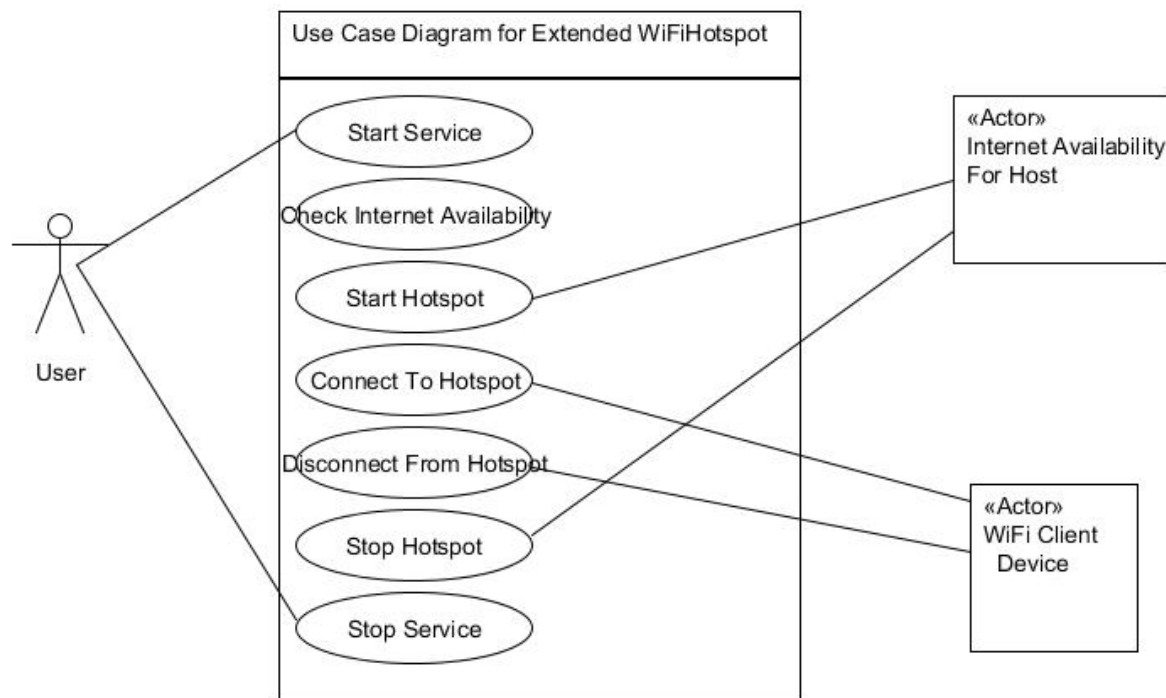 Use Case Diagram for Extended WiFiHotspot
Start Service
Check Internet Availability
Start Hotspot
Connect To Hotspot
Disconnect From Hotspot
Stop Hotspot
Stop Service
User
«Actor»
Internet Availability
For Host
«Actor»
WiFi Client
Device